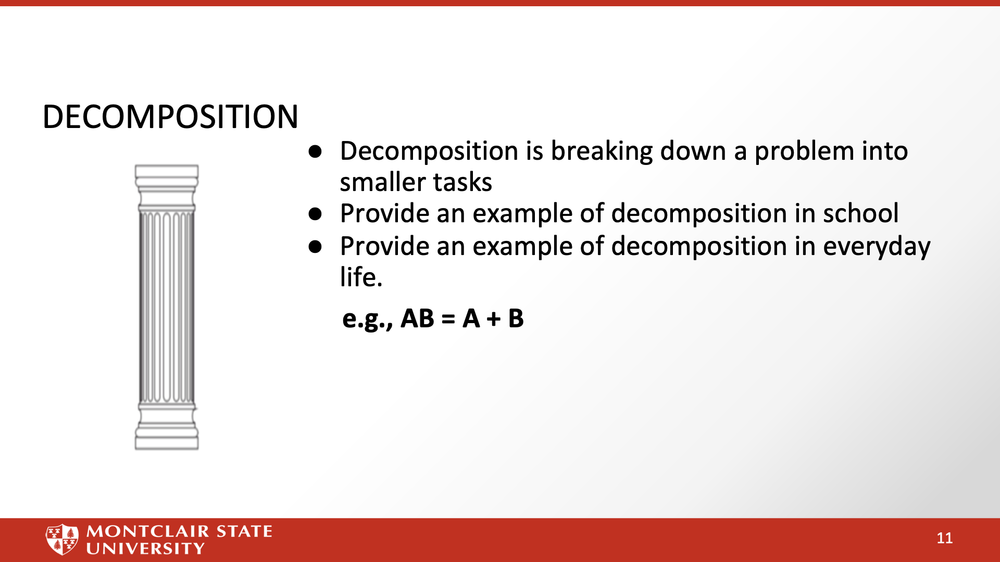 DECOMPOSITION
● Decomposition is breaking down a problem into
smaller tasks
● Provide an example of decomposition in school
● Provide an example of decomposition in everyday
life.
e.g., AB = A + B
MONTCLAIR STATE
UNIVERSITY
11